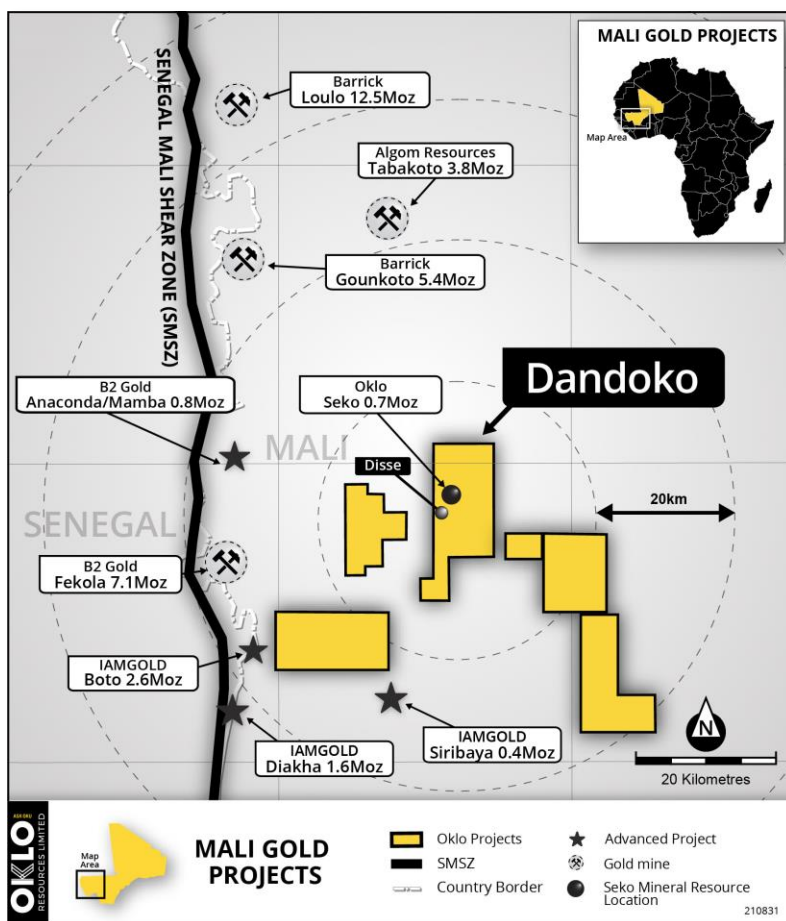 MALI GOLD PROJECTS
Map Area
SENEGAL MALI SHEAR ZONE (SMSZ)
Barrick
Loulo 12.5Moz
Algom Resources
Tabakoto 3.8Moz
Barrick
Gounkoto 5.4Moz
Dandoko
B2 Gold
Anaconda/Mamba 0.8Moz
Oklo
Seko 0.7Moz
MALI
Disse
20km
SENEGAL
B2 Gold
Fekola 7.1Moz
IAMGOLD
Boto 2.6Moz
IAMGOLD
Diakha 1.6Moz
IAMGOLD
Siribaya 0.4Moz
N
20 Kilometres
OKLO
RESOURCES LIMITED
Map
Area
MALI GOLD
PROJECTS
Oklo Projects
SMSZ
Country Border
Advanced Project
Gold mine
Seko Mineral Resource
Location
210831